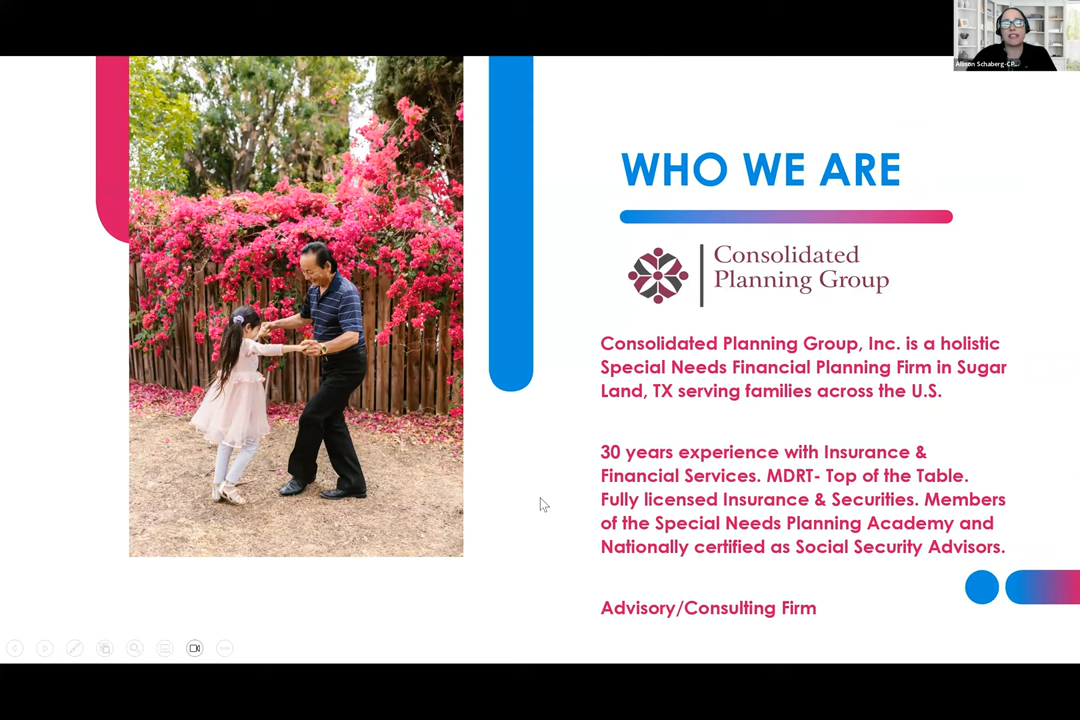 Allison Schaberg-CP...
WHO WE ARE
Consolidated
Planning Group
Consolidated Planning Group, Inc. is a holistic
Special Needs Financial Planning Firm in Sugar
Land, TX serving families across the U.S.
30 years experience with Insurance &
Financial Services. MDRT- Top of the Table.
Fully licensed Insurance & Securities. Members
of the Special Needs Planning Academy and
Nationally certified as Social Security Advisors.
Advisory/Consulting Firm